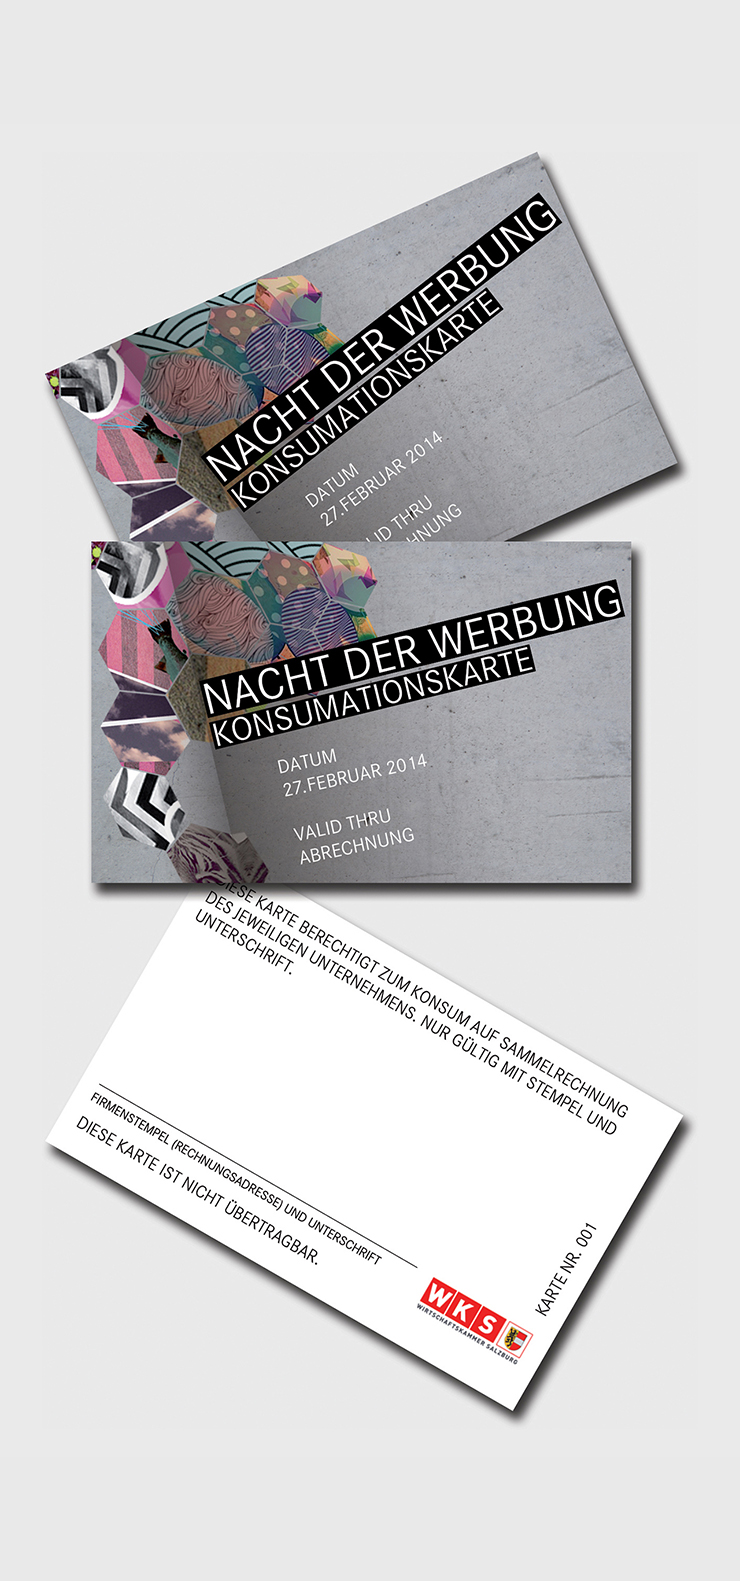 NACHT DER WERBUNG
KONSUMATIONSKARTE
DATUM
27.FEBRUAR 2014
THRU
NACHT DER WERBUNG
KONSUMATIONSKARTE
DATUM
27.FEBRUAR 2014
VALID THRU
ABRECHNUNG
DIESE KARTE BERECHTIGT ZUM KONSUM AUF SAMMELRECHNUNG
DES JEWEILIGEN UNTERNEHMENS. NUR GÜLTIG MIT STEMPEL UND
UNTERSCHRIFT.
FIRMENSTEMPEL (RECHNUNGSADRESSE) UND UNTERSCHRIFT
DIESE KARTE IST NICHT ÜBERTRAGBAR.
WKS
WIRTSCHAFTSKAMMER SALZBURG
KARTE NR. 001